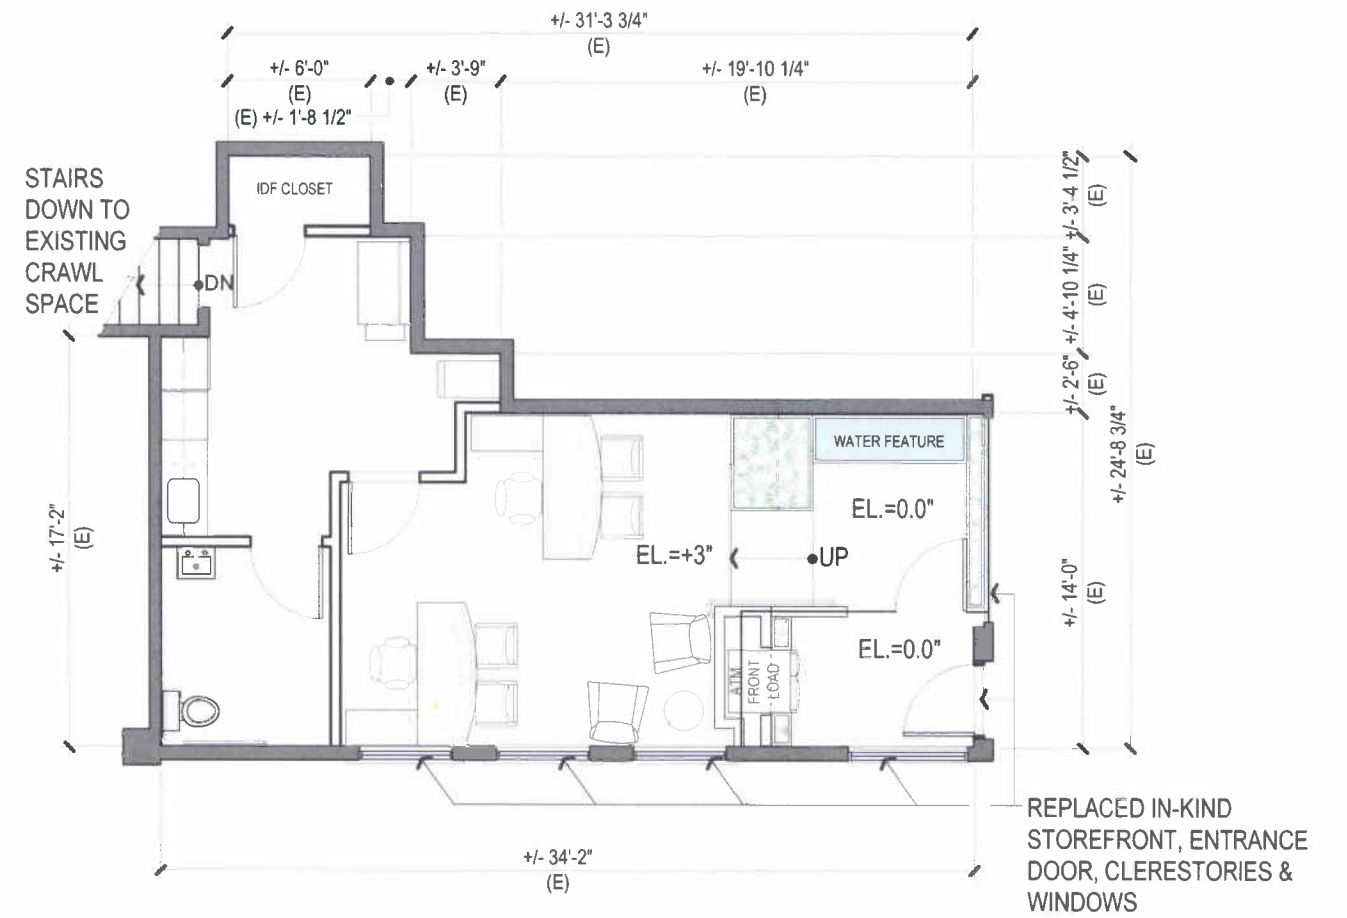 +/- 31'-3 3/4"
(E)
+/- 6'-0"
(E)
+/- 3'-9"
(E)
+/- 19'-10 1/4"
(E)
(E) +/- 1'-8 1/2"
STAIRS
DOWN TO
EXISTING
CRAWL
SPACE
IDF CLOSET
DN
+/- 3'-4 1/2"
(E)
+/- 4'-10 1/4"
(E)
+/- 2'-6"
(E)
+/- 24'-8 3/4"
(E)
WATER FEATURE
EL.=0.0"
EL.=+3"
UP
+/- 17'-2"
(E)
+/- 14'-0"
(E)
EL.=0.0"
ATM
FRONT
LOAD
REPLACED IN-KIND
STOREFRONT, ENTRANCE
DOOR, CLERESTORIES &
WINDOWS
+/- 34'-2"
(E)